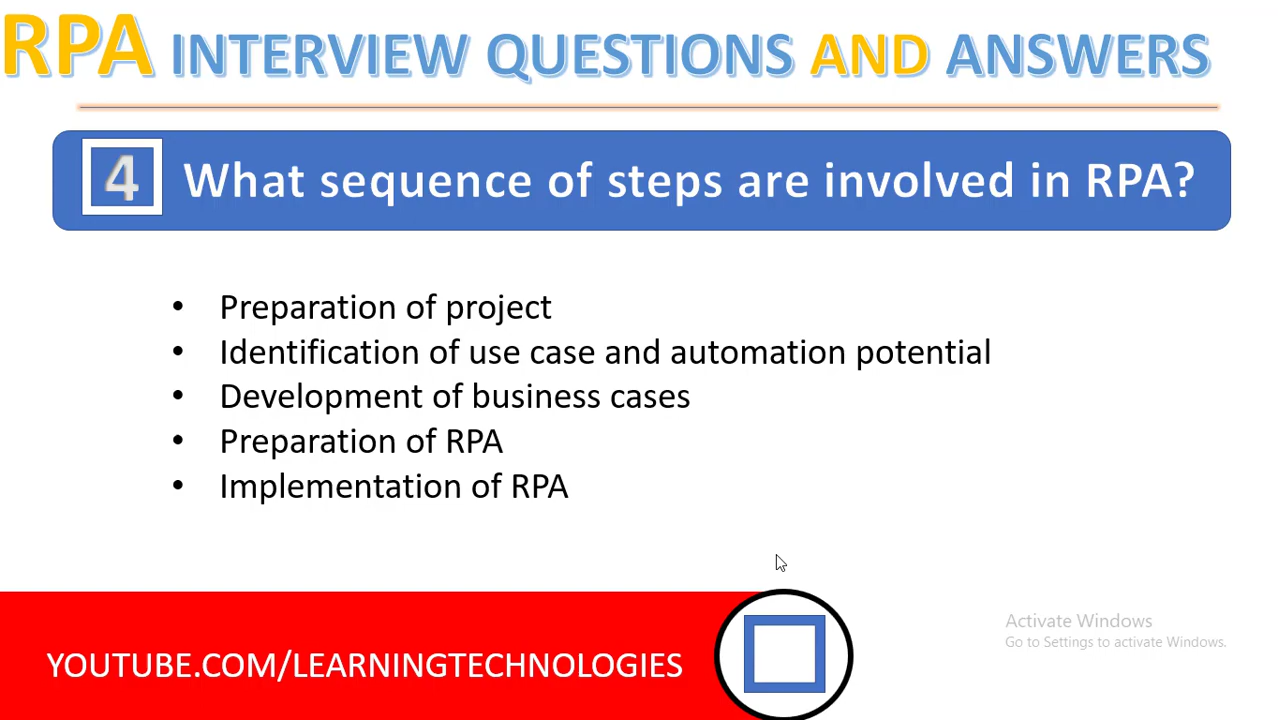 RPA INTERVIEW QUESTIONS AND ANSWERS
4 What sequence of steps are involved in RPA?
• Preparation of project
• Identification of use case and automation potential
• Development of business cases
• Preparation of RPA
• Implementation of RPA
Activate Windows
Go to Settings to activate Windows.
YOUTUBE.COM/LEARNINGTECHNOLOGIES